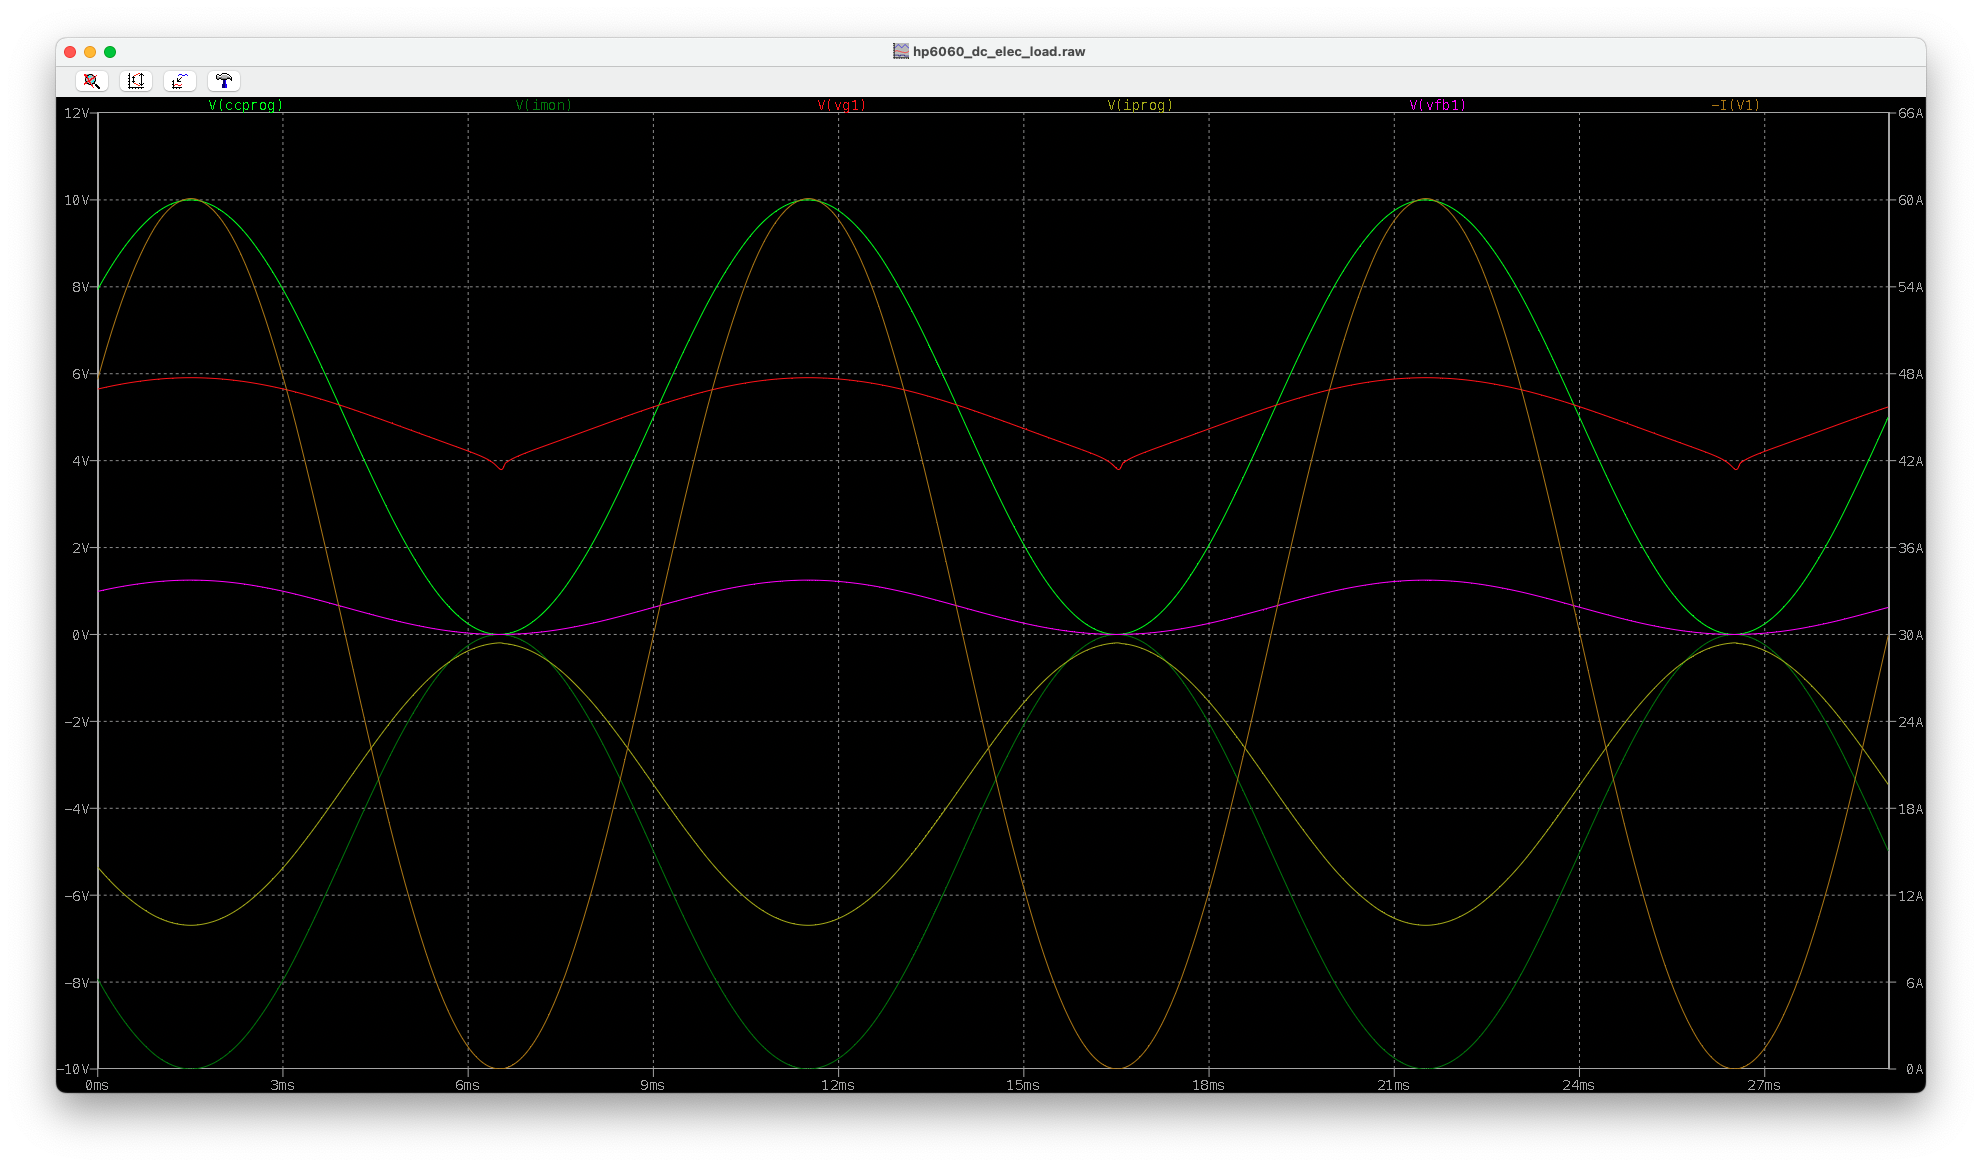 hp6060_dc_elec_load.raw
V(ccprog) V(imon) V(vg1) V(iprog) V(vfb1) -I(V1)
12V 66A
10V 60A
8V 54A
6V 48A
4V 42A
2V 36A
0V 30A
-2V 24A
-4V 18A
-6V 12A
-8V 6A
-10V 0A
0ms 3ms 6ms 9ms 12ms 15ms 18ms 21ms 24ms 27ms